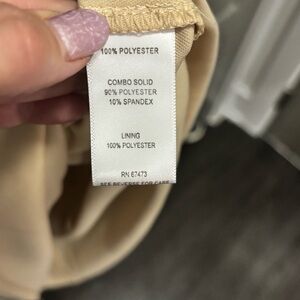 100% POLYESTER
COMBO SOLID
90% POLYESTER
10% SPANDEX
LINING
100% POLYESTER
RN 67473
SEE REVERSE FOR CARE